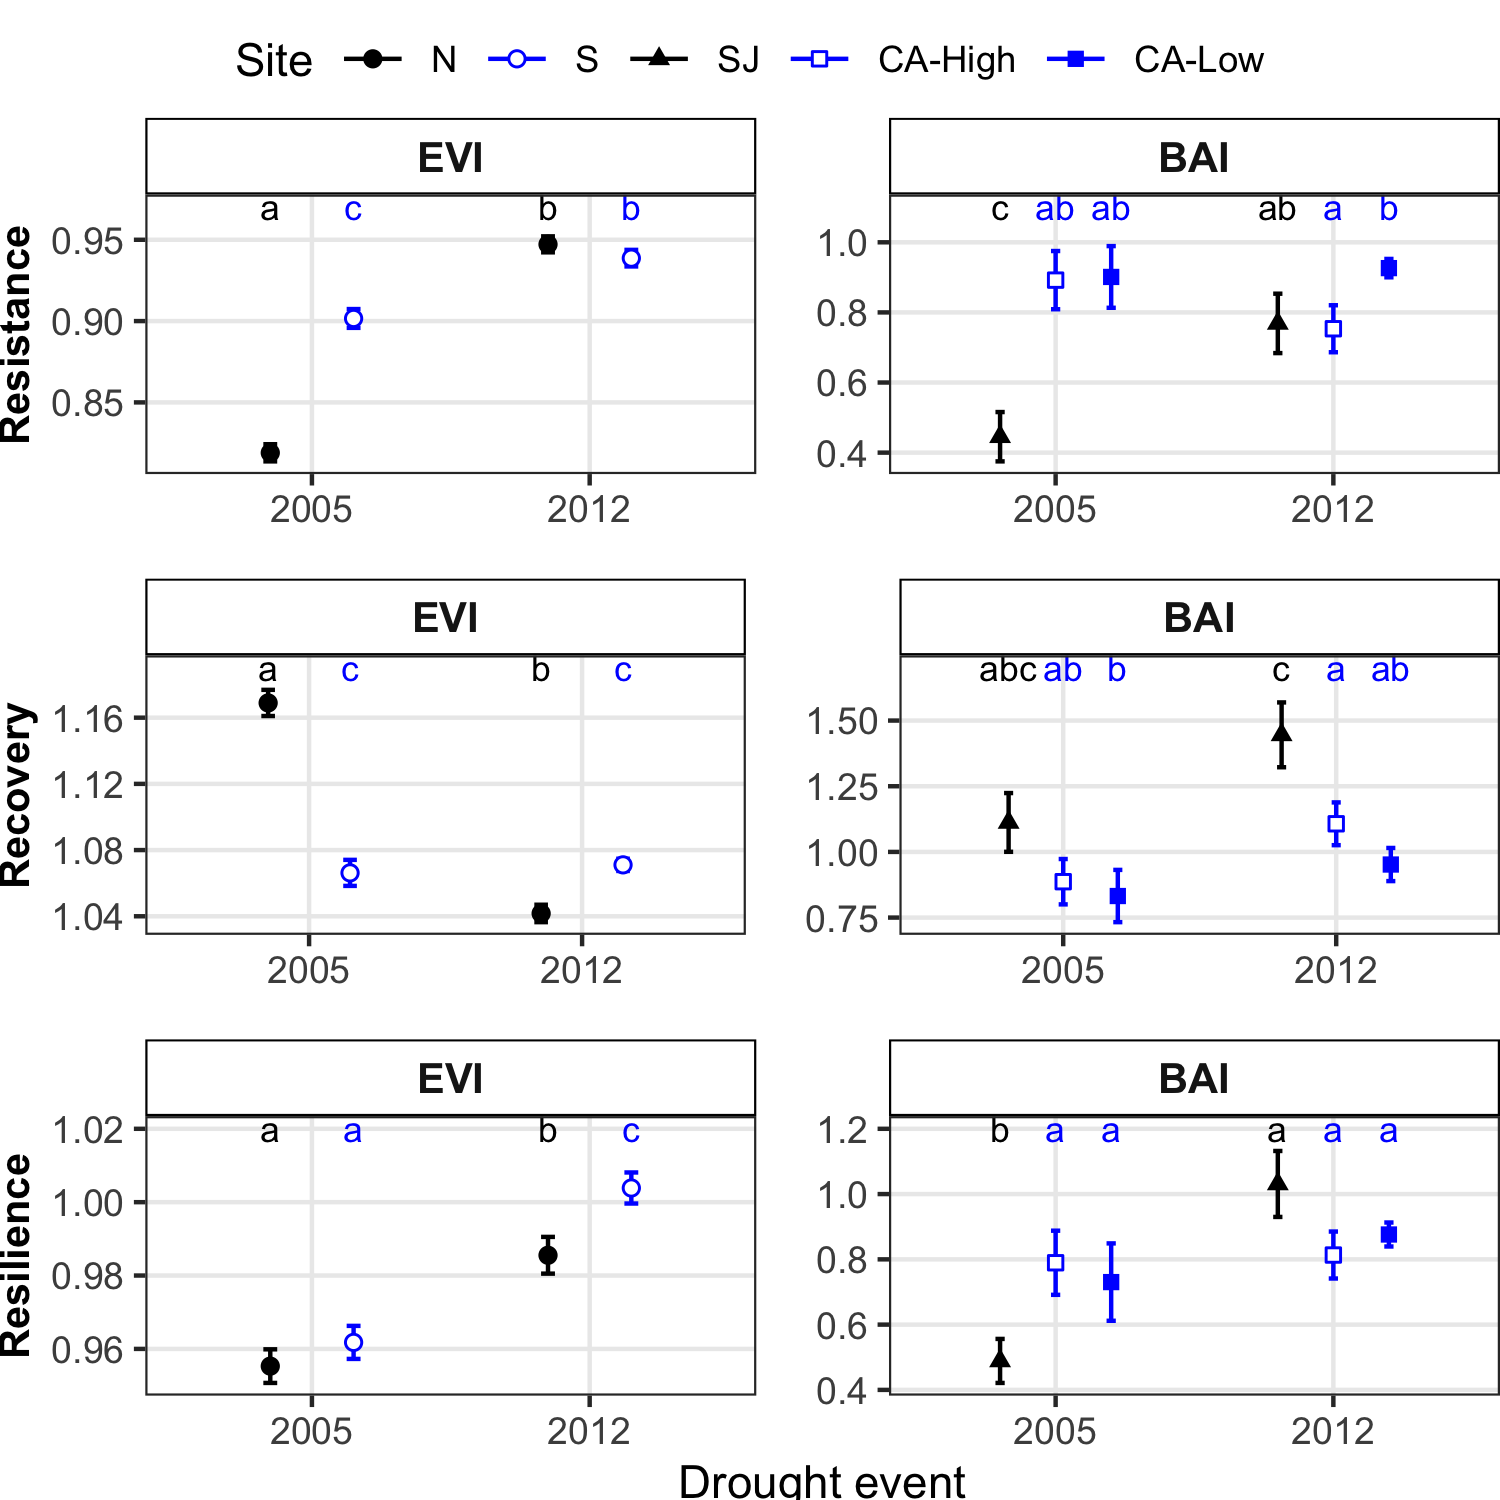 Site N S SJ CA-High CA-Low
EVI BAI
a c b b c ab ab ab a b
Resistance
0.95
0.90
0.85
1.0
0.8
0.6
0.4
2005 2012 2005 2012
EVI BAI
a c b c abc ab b c a ab
Recovery
1.16
1.12
1.08
1.04
1.50
1.25
1.00
0.75
2005 2012 2005 2012
EVI BAI
a a b c b a a a a a
Resilience
1.02
1.00
0.98
0.96
1.2
1.0
0.8
0.6
0.4
2005 2012 2005 2012
Drought event